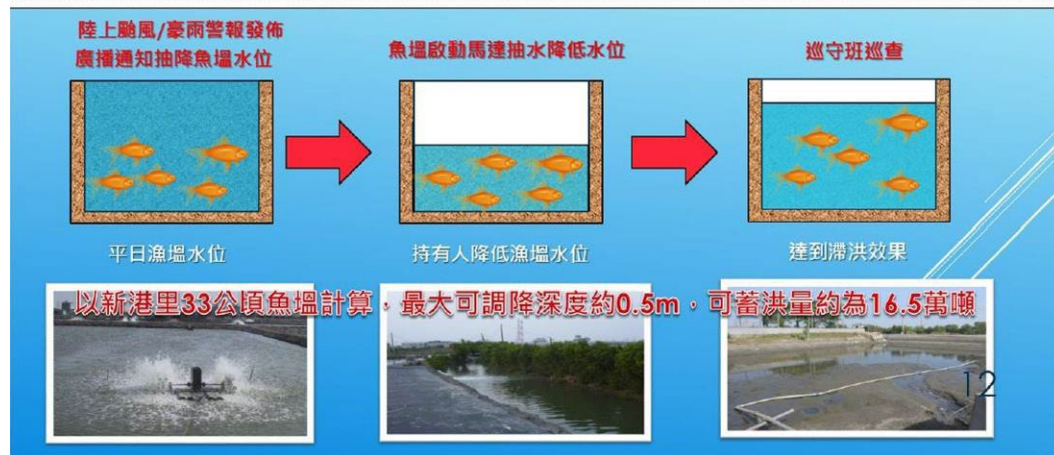 陸上颱風/豪雨警報發佈
廣播通知抽降魚塭水位
魚塭啟動馬達抽水降低水位
巡守班巡查
平日漁塭水位
持有人降低漁塭水位
達到滯洪效果
以新港里33公頃魚塭計算，最大可調降深度約0.5m，可蓄洪量約為16.5萬噸
12